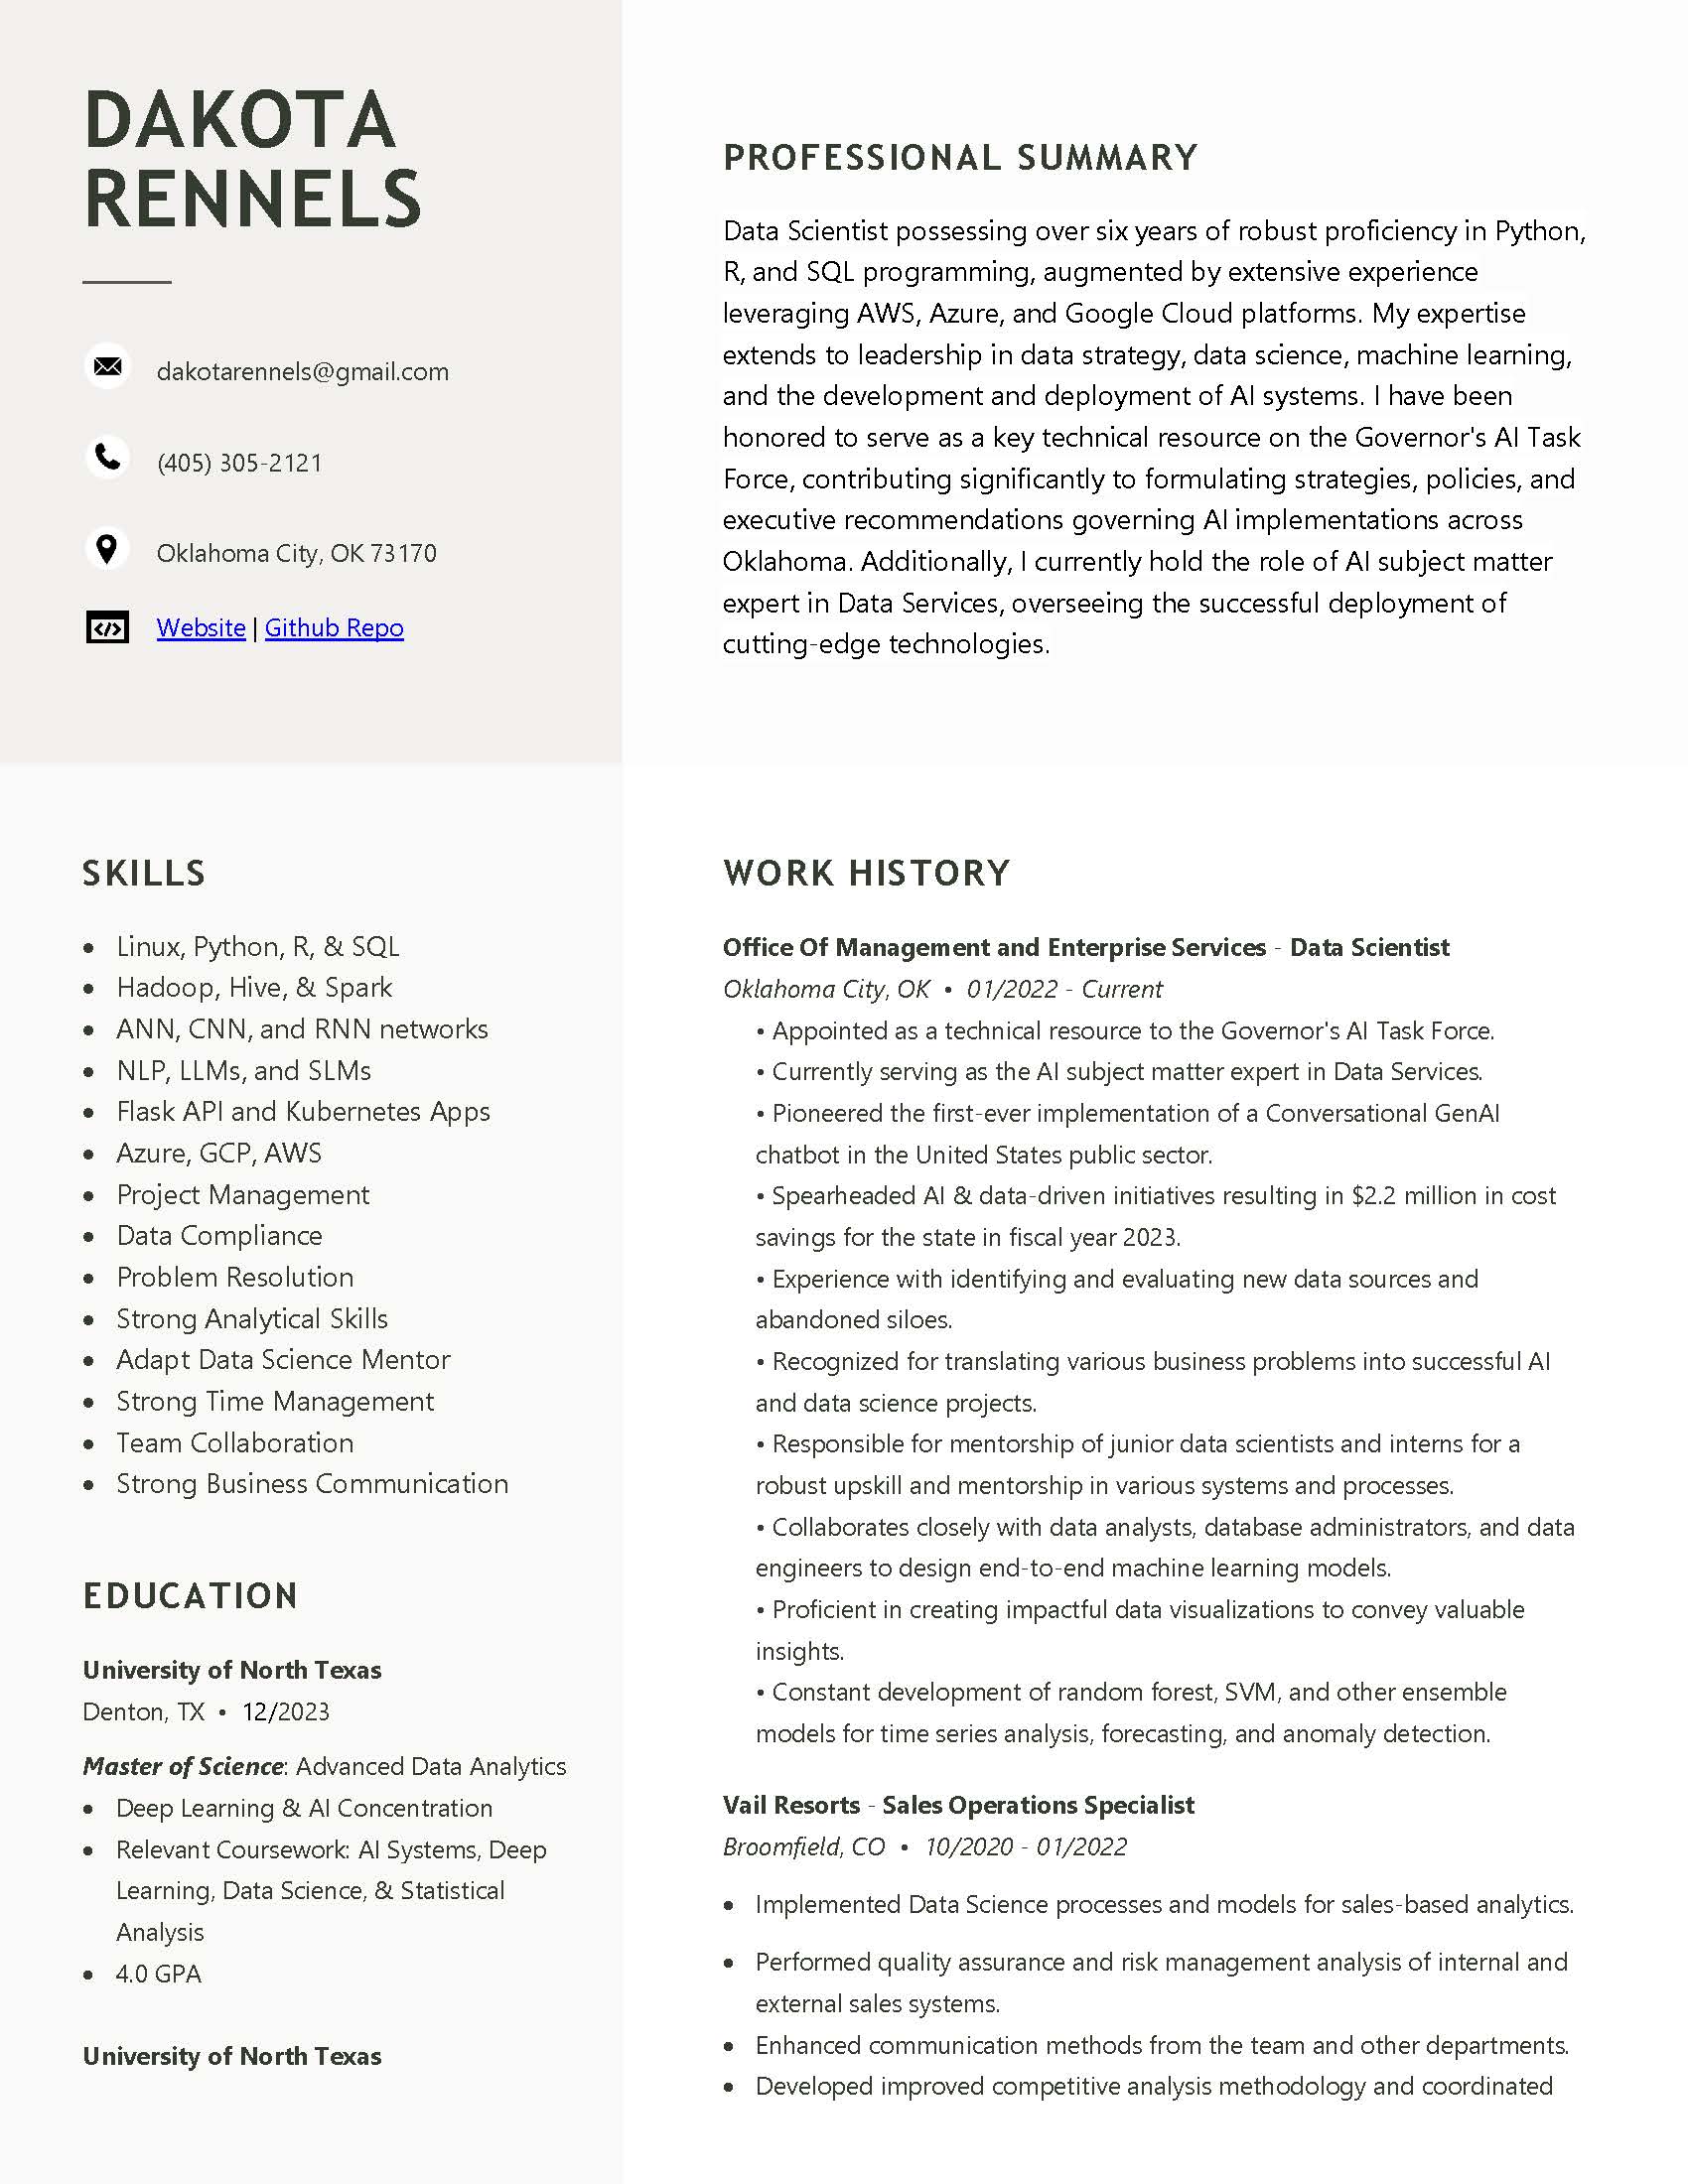 DAKOTA
RENNELS
dakotarennels@gmail.com
(405) 305-2121
Oklahoma City, OK 73170
Website | Github Repo
PROFESSIONAL SUMMARY
Data Scientist possessing over six years of robust proficiency in Python,
R, and SQL programming, augmented by extensive experience
leveraging AWS, Azure, and Google Cloud platforms. My expertise
extends to leadership in data strategy, data science, machine learning,
and the development and deployment of AI systems. I have been
honored to serve as a key technical resource on the Governor's AI Task
Force, contributing significantly to formulating strategies, policies, and
executive recommendations governing AI implementations across
Oklahoma. Additionally, I currently hold the role of AI subject matter
expert in Data Services, overseeing the successful deployment of
cutting-edge technologies.
SKILLS
• Linux, Python, R, & SQL
• Hadoop, Hive, & Spark
• ANN, CNN, and RNN networks
• NLP, LLMs, and SLMs
• Flask API and Kubernetes Apps
• Azure, GCP, AWS
• Project Management
• Data Compliance
• Problem Resolution
• Strong Analytical Skills
• Adapt Data Science Mentor
• Strong Time Management
• Team Collaboration
• Strong Business Communication
EDUCATION
University of North Texas
Denton, TX • 12/2023
Master of Science: Advanced Data Analytics
• Deep Learning & AI Concentration
• Relevant Coursework: AI Systems, Deep
Learning, Data Science, & Statistical
Analysis
• 4.0 GPA
University of North Texas
WORK HISTORY
Office Of Management and Enterprise Services - Data Scientist
Oklahoma City, OK • 01/2022 - Current
• Appointed as a technical resource to the Governor's AI Task Force.
• Currently serving as the AI subject matter expert in Data Services.
• Pioneered the first-ever implementation of a Conversational GenAI
chatbot in the United States public sector.
• Spearheaded AI & data-driven initiatives resulting in $2.2 million in cost
savings for the state in fiscal year 2023.
• Experience with identifying and evaluating new data sources and
abandoned siloes.
• Recognized for translating various business problems into successful AI
and data science projects.
• Responsible for mentorship of junior data scientists and interns for a
robust upskill and mentorship in various systems and processes.
• Collaborates closely with data analysts, database administrators, and data
engineers to design end-to-end machine learning models.
• Proficient in creating impactful data visualizations to convey valuable
insights.
• Constant development of random forest, SVM, and other ensemble
models for time series analysis, forecasting, and anomaly detection.
Vail Resorts - Sales Operations Specialist
Broomfield, CO • 10/2020 - 01/2022
• Implemented Data Science processes and models for sales-based analytics.
• Performed quality assurance and risk management analysis of internal and
external sales systems.
• Enhanced communication methods from the team and other departments.
• Developed improved competitive analysis methodology and coordinated